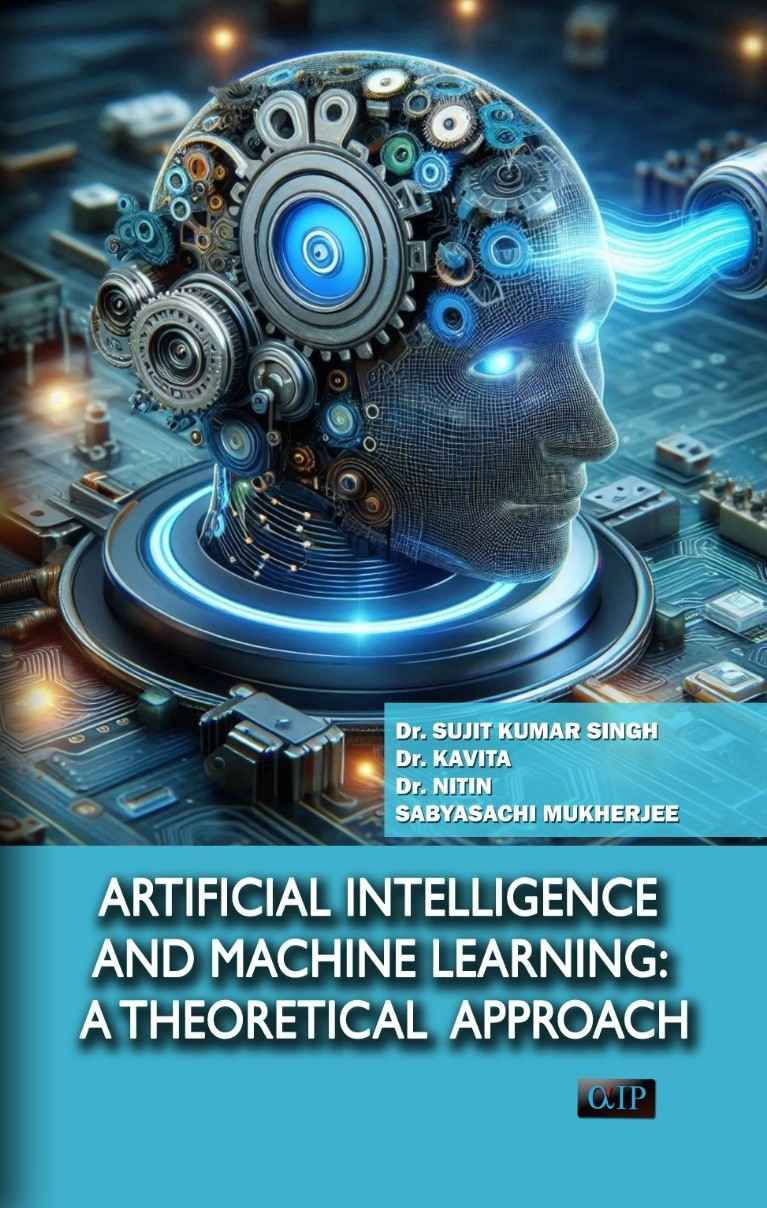 Dr. SUJIT KUMAR SINGH
Dr. KAVITA
Dr. NITIN
SABYASACHI MUKHERJEE
ARTIFICIAL INTELLIGENCE
AND MACHINE LEARNING:
A THEORETICAL APPROACH
αIP